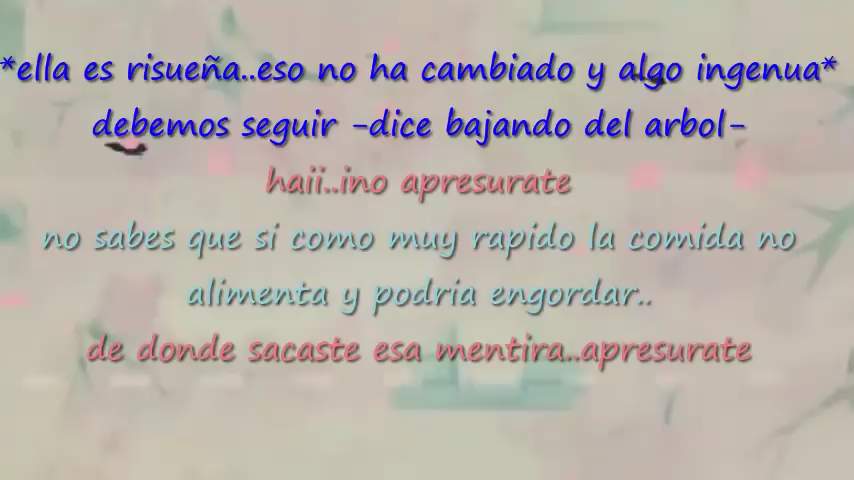 *ella es risueña..eso no ha cambiado y algo ingenua*
debemos seguir -dice bajando del arbol-
haii..ino apresurate
no sabes que si como muy rapido la comida no
alimenta y podria engordar..
de donde sacaste esa mentira..apresurate